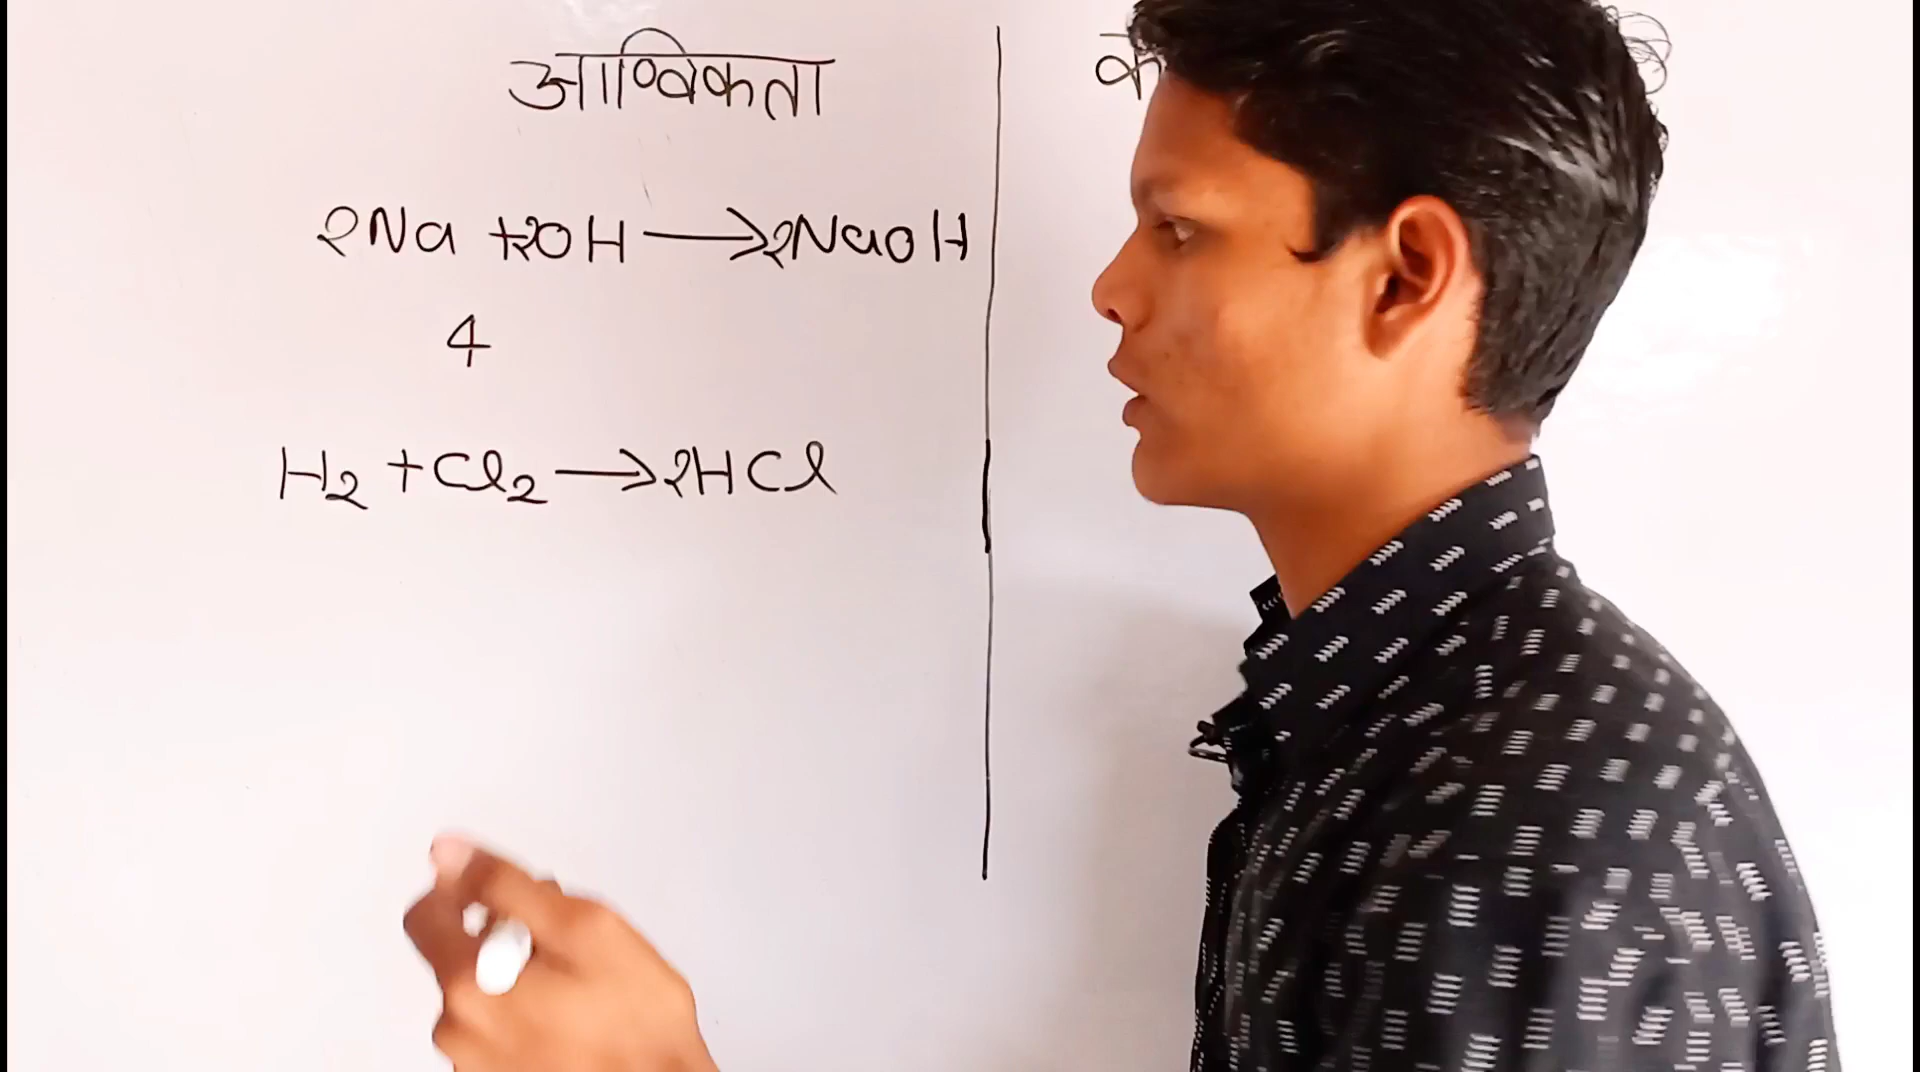 आण्विकता
2Na + 2OH → 2NaOH
4
H₂ + Cl₂ → 2HCl